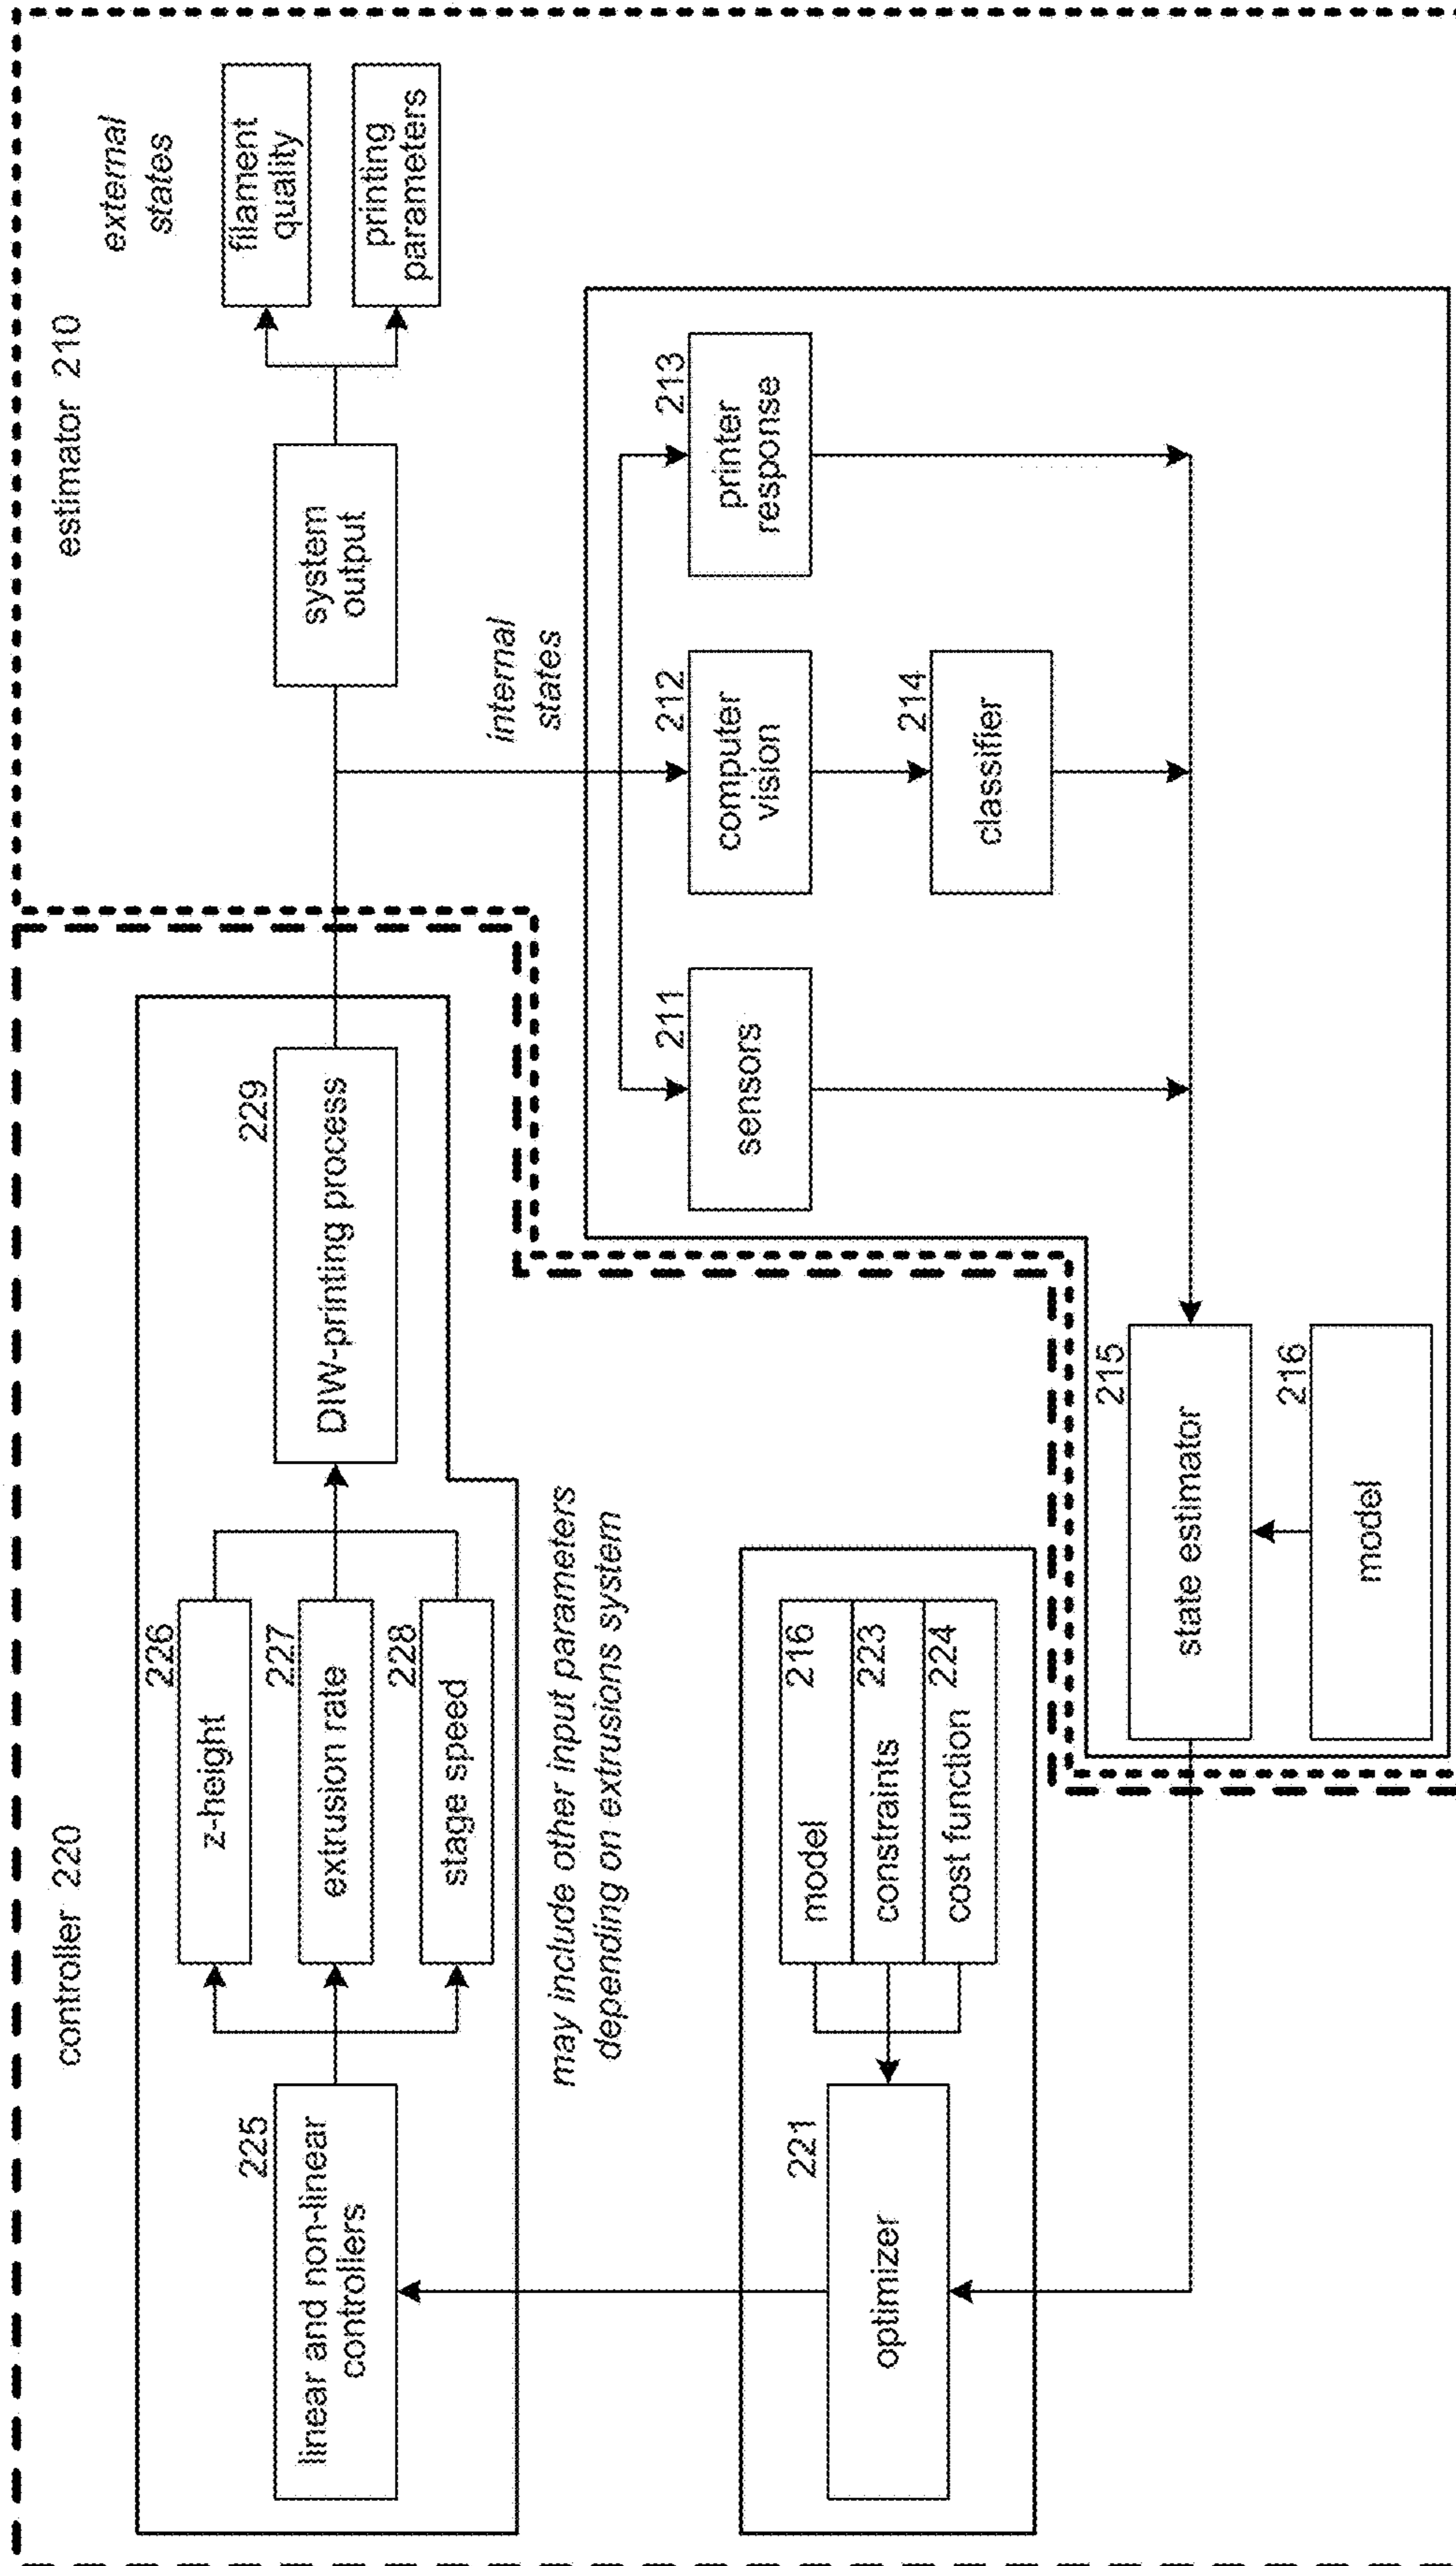 controller 220
estimator 210
225
linear and non-linear
controllers
226
z-height
227
extrusion rate
228
stage speed
229
DIW-printing process
system
output
external
states
filament
quality
printing
parameters
may include other input parameters
depending on extrusions system
internal
states
221
optimizer
model
216
constraints
223
cost function
224
211
sensors
212
computer
vision
213
printer
response
214
classifier
215
state estimator
216
model